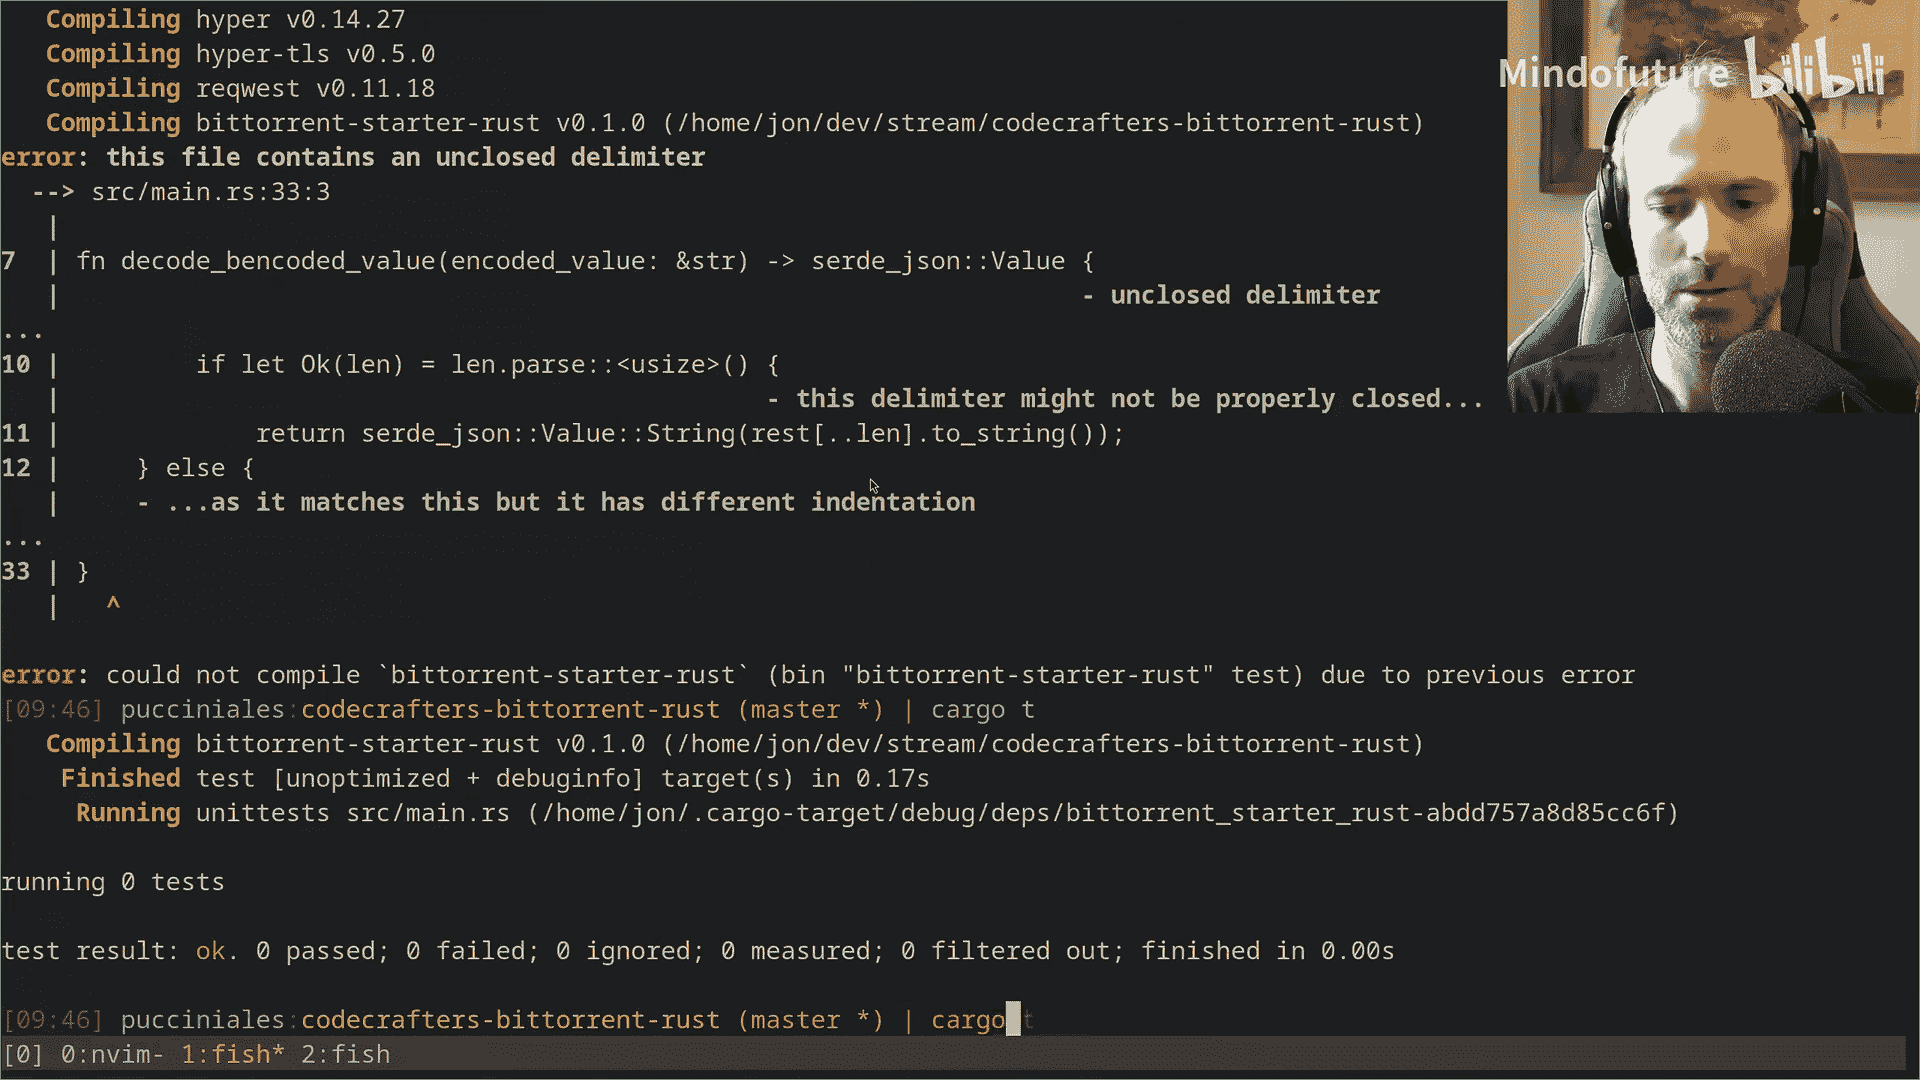 Compiling hyper v0.14.27
Compiling hyper-tls v0.5.0
Compiling reqwest v0.11.18
Compiling bittorrent-starter-rust v0.1.0 (/home/jon/dev/stream/codecrafters-bittorrent-rust)
error: this file contains an unclosed delimiter
  --> src/main.rs:33:3
   |
7  | fn decode_bencoded_value(encoded_value: &str) -> serde_json::Value {
   |                                                                    - unclosed delimiter
...
10 |         if let Ok(len) = len.parse::<usize>() {
   |                                               - this delimiter might not be properly closed...
11 |             return serde_json::Value::String(rest[..len].to_string());
12 |     } else {
   |     - ...as it matches this but it has different indentation
...
33 | }
   |   ^
error: could not compile `bittorrent-starter-rust` (bin "bittorrent-starter-rust" test) due to previous error
[09:46] pucciniales:codecrafters-bittorrent-rust (master *) | cargo t
Compiling bittorrent-starter-rust v0.1.0 (/home/jon/dev/stream/codecrafters-bittorrent-rust)
Finished test [unoptimized + debuginfo] target(s) in 0.17s
Running unittests src/main.rs (/home/jon/.cargo-target/debug/deps/bittorrent_starter_rust-abdd757a8d85cc6f)
running 0 tests
test result: ok. 0 passed; 0 failed; 0 ignored; 0 measured; 0 filtered out; finished in 0.00s
[09:46] pucciniales:codecrafters-bittorrent-rust (master *) | cargo t
[0] 0:nvim- 1:fish* 2:fish
Mindofuture bilibili